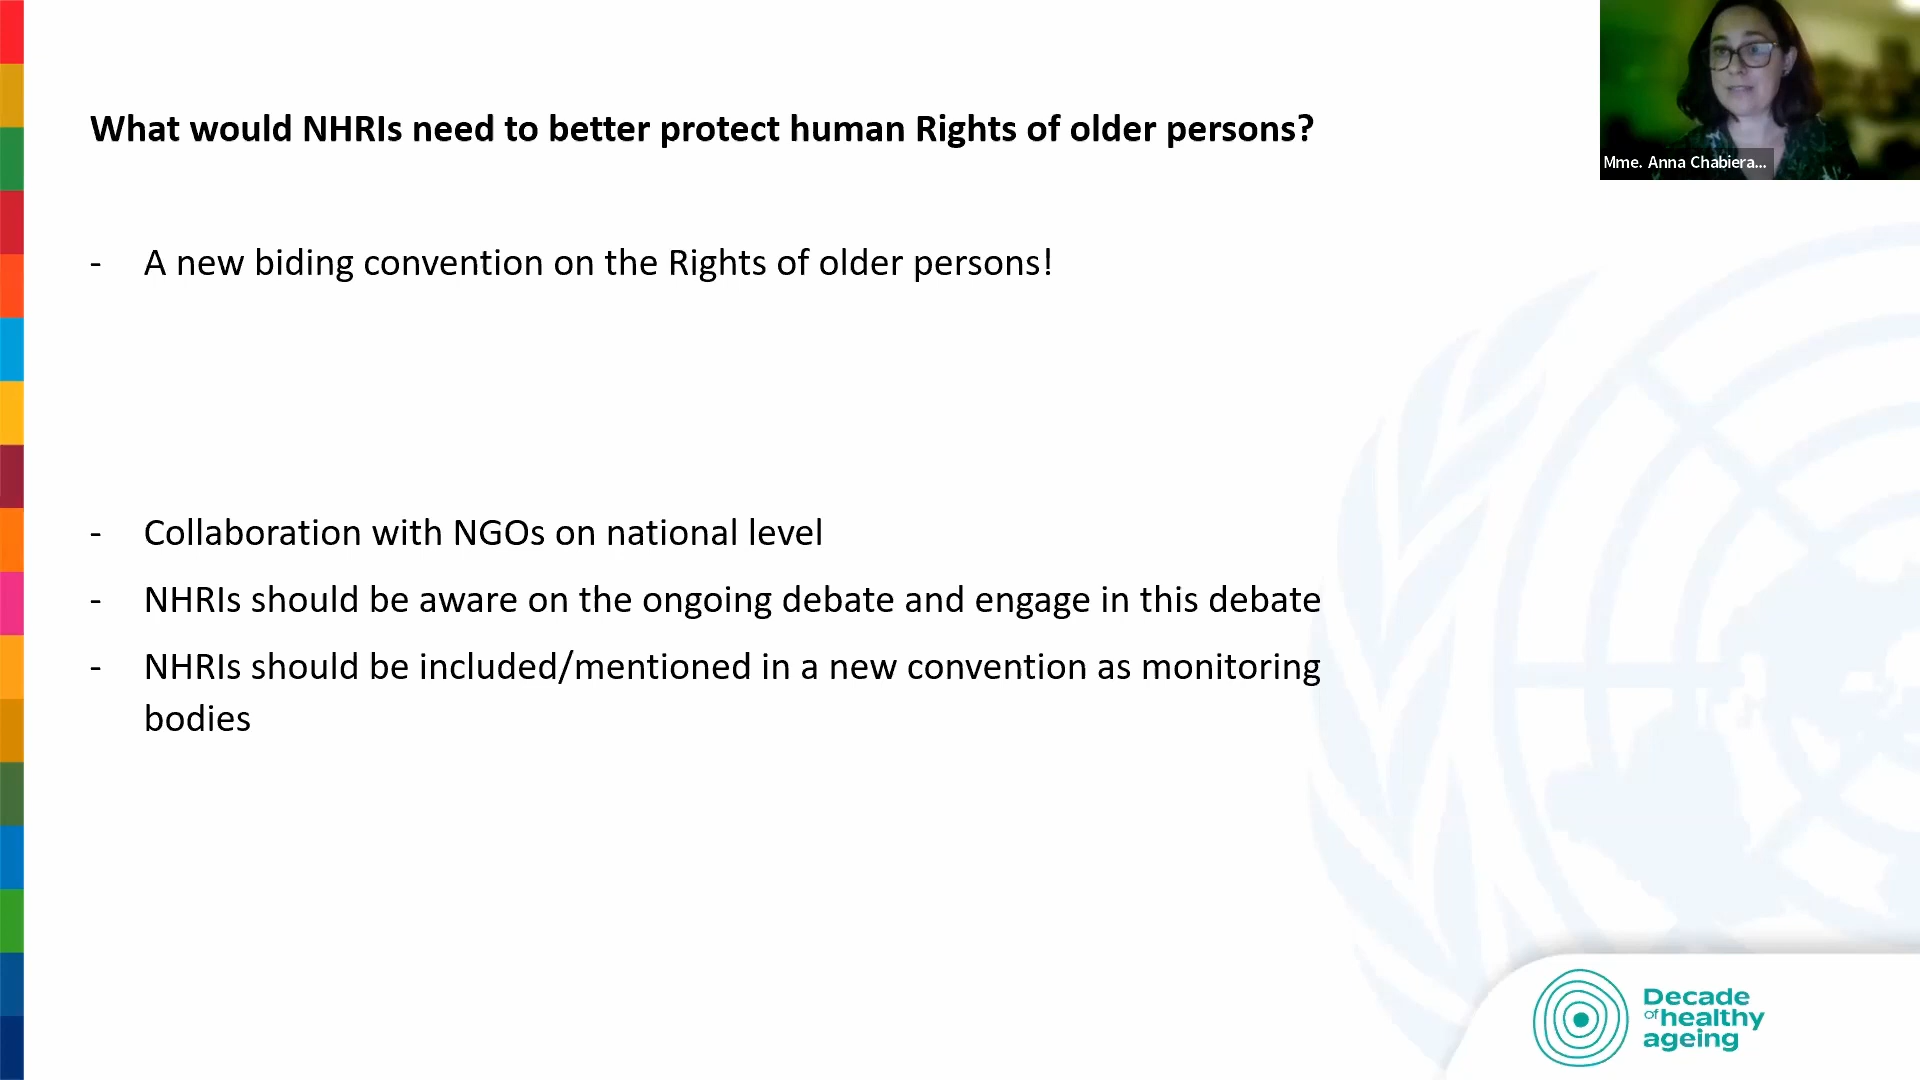 What would NHRIs need to better protect human Rights of older persons?
Mme. Anna Chabiera...
- A new biding convention on the Rights of older persons!
- Collaboration with NGOs on national level
- NHRIs should be aware on the ongoing debate and engage in this debate
- NHRIs should be included/mentioned in a new convention as monitoring
bodies
Decade
of healthy
ageing